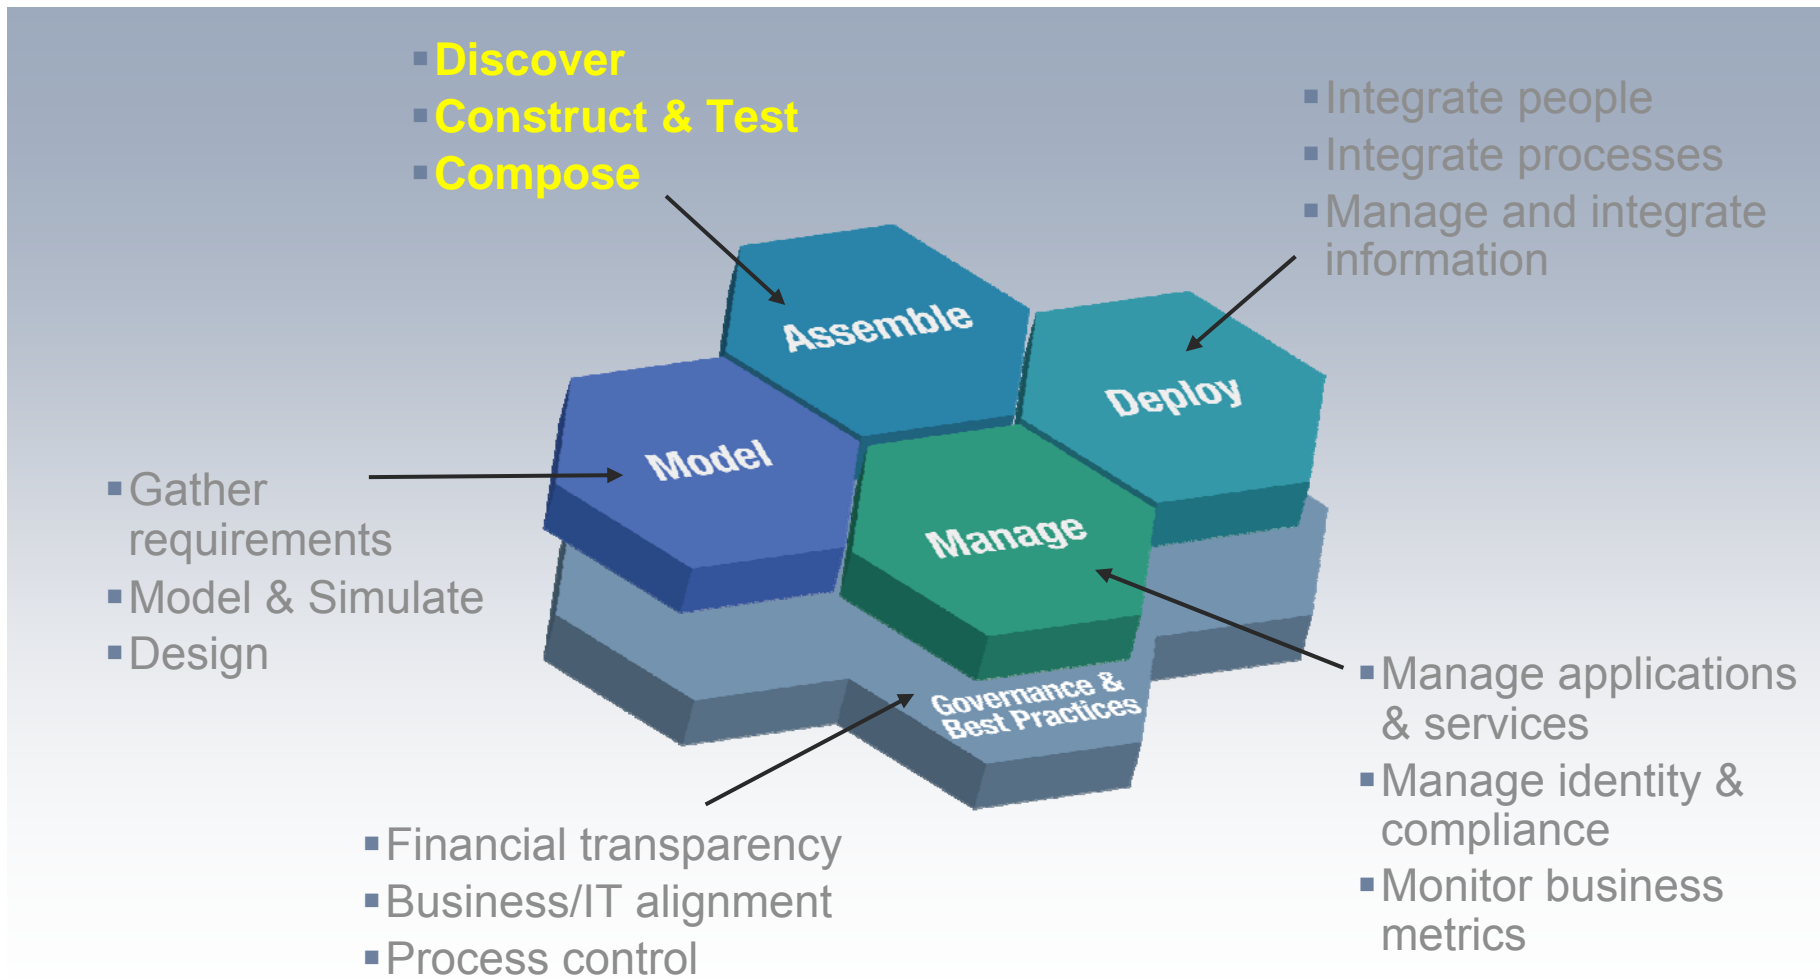 Discover
Construct & Test
Compose
Integrate people
Integrate processes
Manage and integrate
information
Assemble
Deploy
Model
Manage
Gather
requirements
Model & Simulate
Design
Governance &
Best Practices
Manage applications
& services
Manage identity &
compliance
Monitor business
metrics
Financial transparency
Business/IT alignment
Process control